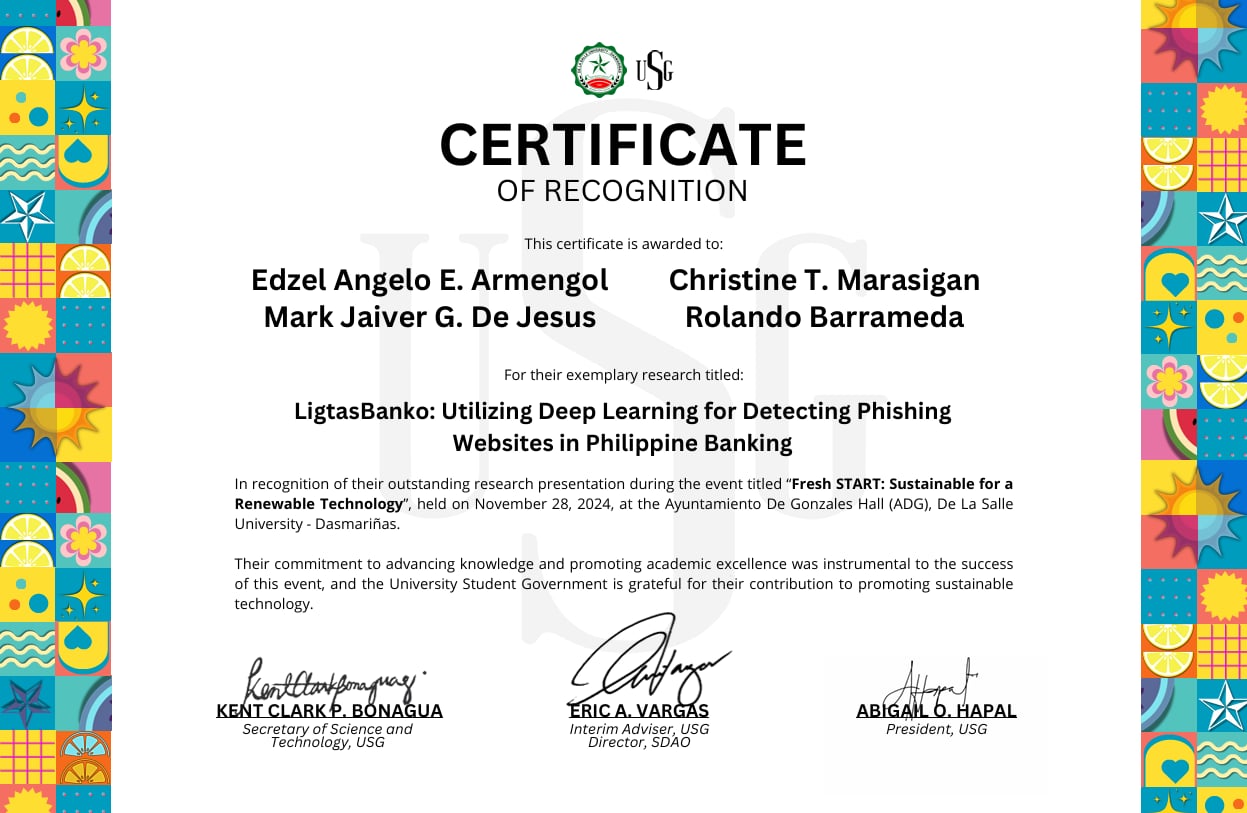 USG
CERTIFICATE
OF RECOGNITION
This certificate is awarded to:
Edzel Angelo E. Armengol
Christine T. Marasigan
Mark Jaiver G. De Jesus
Rolando Barrameda
For their exemplary research titled:
LigtasBanko: Utilizing Deep Learning for Detecting Phishing
Websites in Philippine Banking
In recognition of their outstanding research presentation during the event titled “Fresh START: Sustainable for a
Renewable Technology”, held on November 28, 2024, at the Ayuntamiento De Gonzales Hall (ADG), De La Salle
University - Dasmariñas.
Their commitment to advancing knowledge and promoting academic excellence was instrumental to the success
of this event, and the University Student Government is grateful for their contribution to promoting sustainable
technology.
KENT CLARK P. BONAGUA
Secretary of Science and
Technology, USG
ERIC A. VARGAS
Interim Adviser, USG
Director, SDAO
ABIGAIL O. HAPAL
President, USG